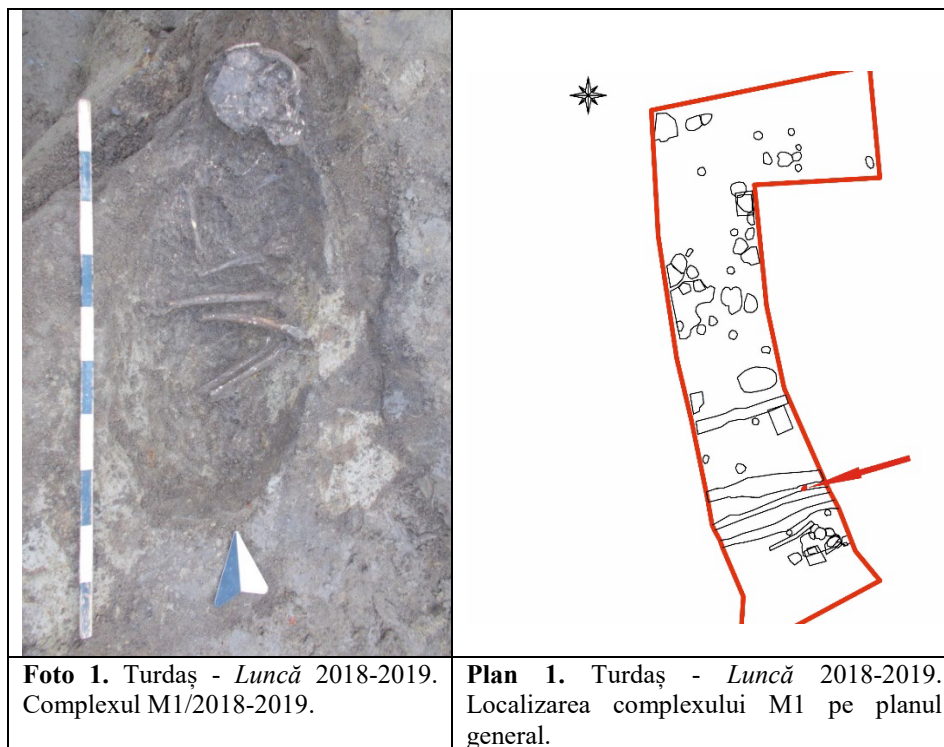 Foto 1. Turdaș - Luncă 2018-2019.
Complexul M1/2018-2019.
Plan 1. Turdaș - Luncă 2018-2019.
Localizarea complexului M1 pe planul
general.